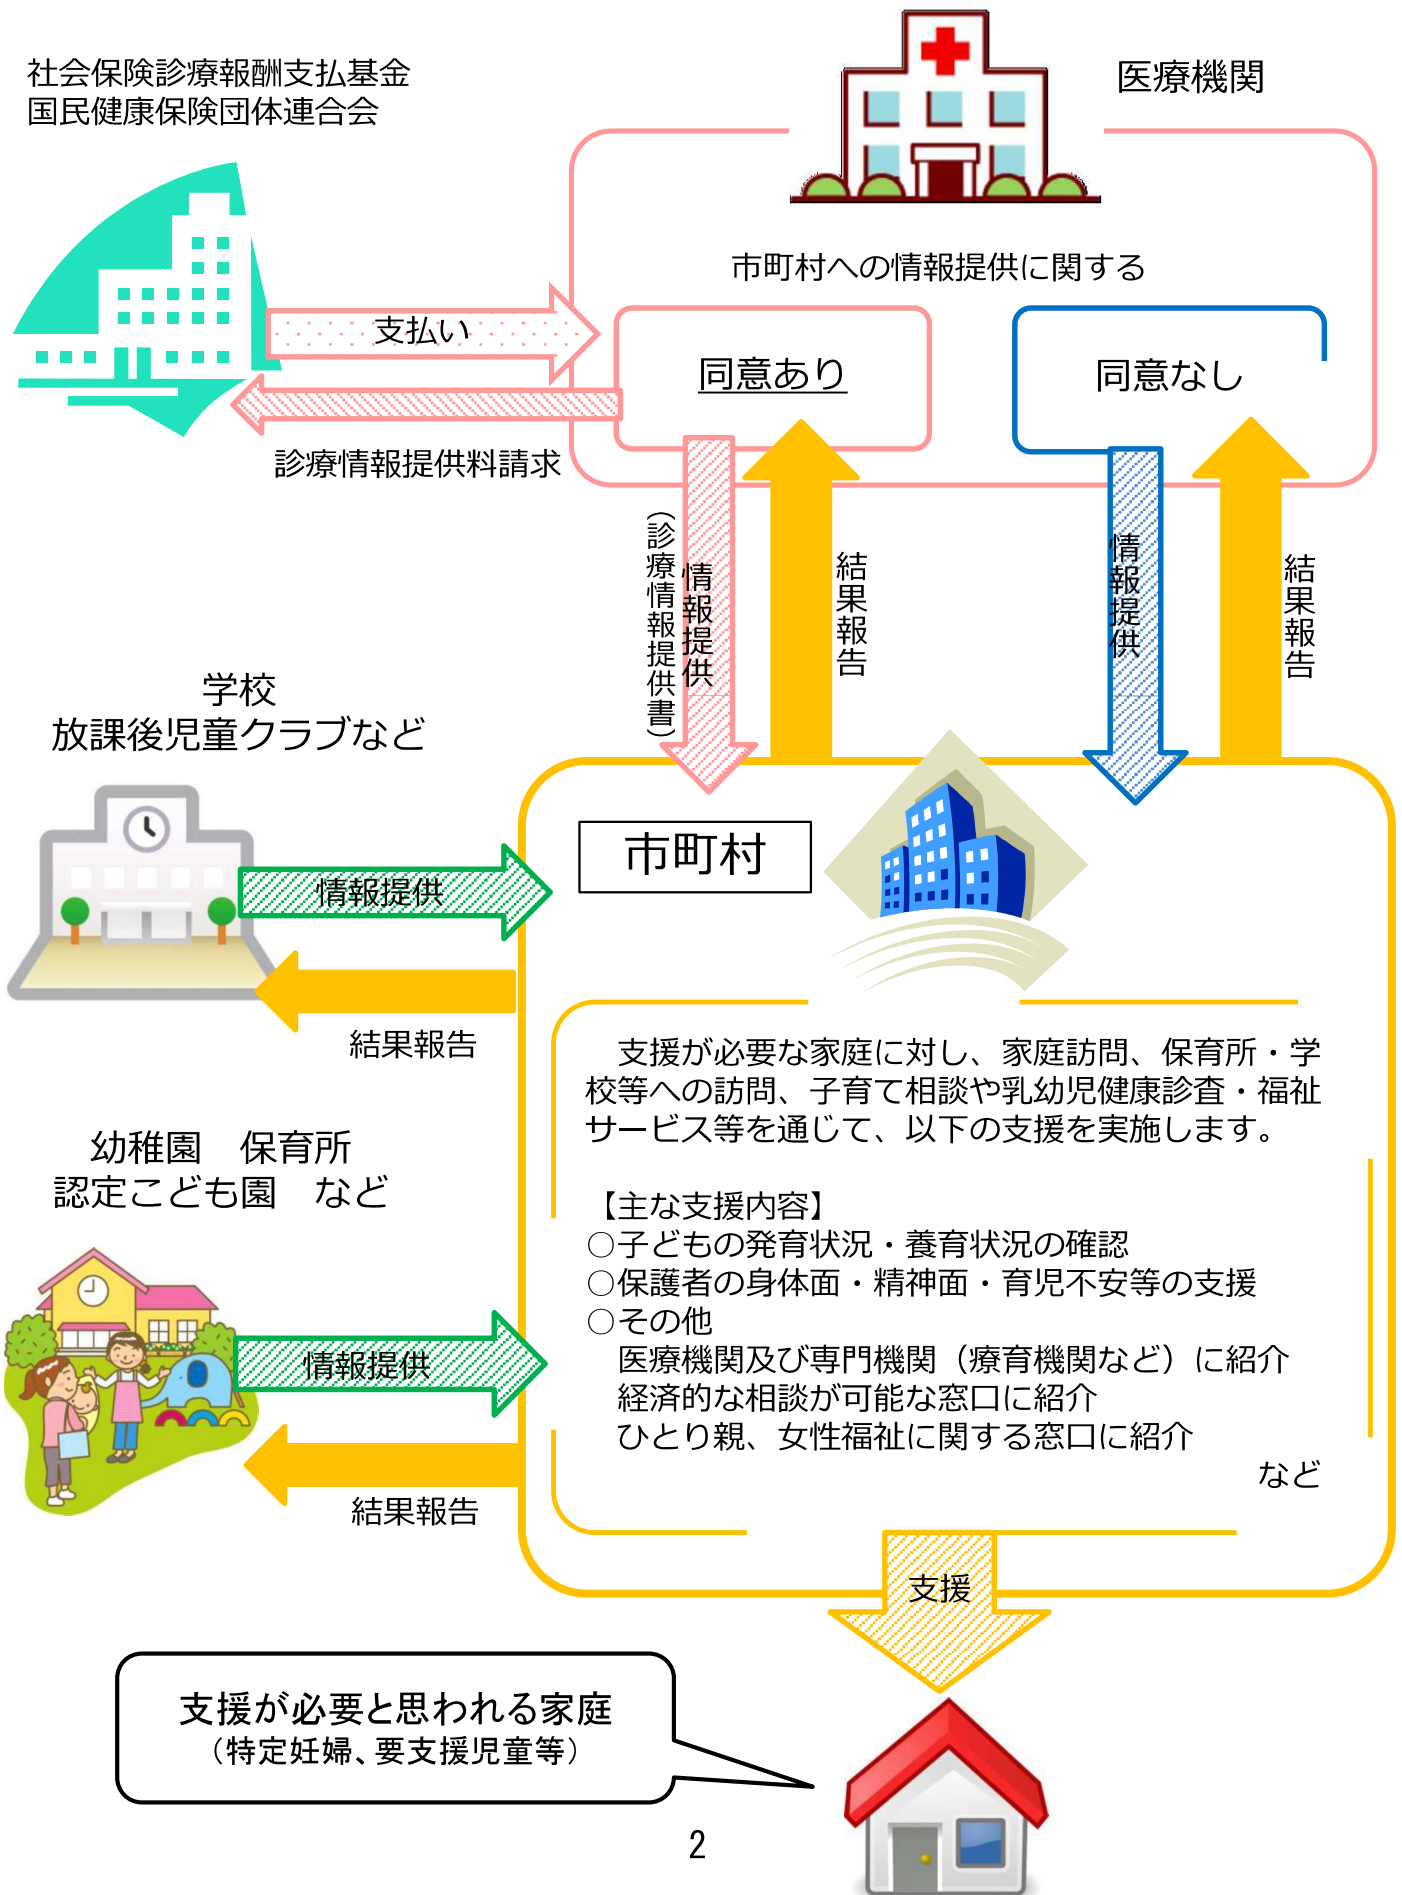 社会保険診療報酬支払基金
国民健康保険団体連合会
医療機関
市町村への情報提供に関する
支払い
同意あり
同意なし
診療情報提供料請求
（診療情報提供書）
情報提供
結果報告
情報提供
結果報告
学校
放課後児童クラブなど
市町村
情報提供
結果報告
支援が必要な家庭に対し、家庭訪問、保育所・学
校等への訪問、子育て相談や乳幼児健康診査・福祉
サービス等を通じて、以下の支援を実施します。
幼稚園　保育所
認定こども園　など
【主な支援内容】
○子どもの発育状況・養育状況の確認
○保護者の身体面・精神面・育児不安等の支援
○その他
医療機関及び専門機関（療育機関など）に紹介
経済的な相談が可能な窓口に紹介
ひとり親、女性福祉に関する窓口に紹介
など
情報提供
結果報告
支援
支援が必要と思われる家庭
（特定妊婦、要支援児童等）
2